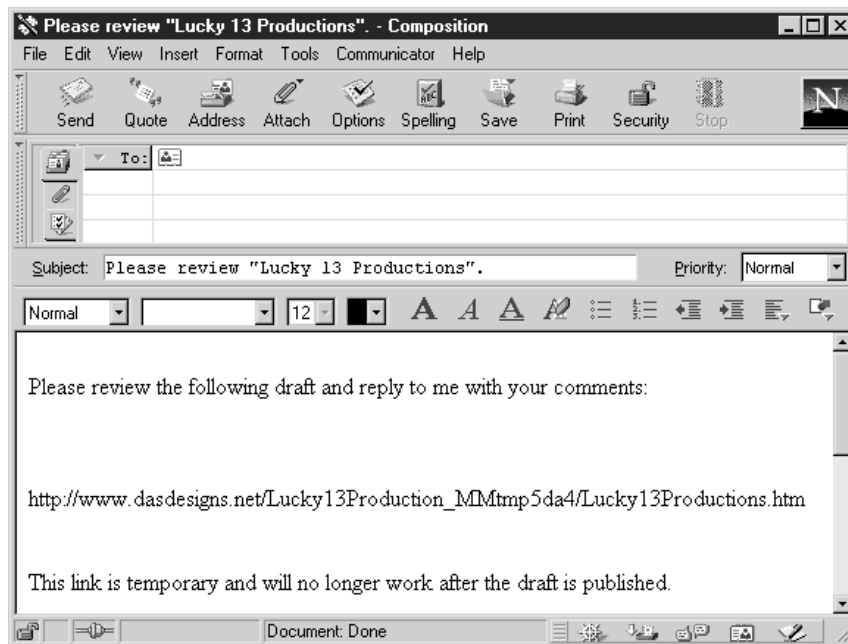 Please review "Lucky 13 Productions". - Composition
File Edit View Insert Format Tools Communicator Help
Send Quote Address Attach Options Spelling Save Print Security Stop
N
To:
Subject: Please review "Lucky 13 Productions". Priority: Normal
Normal 12 A A A
Please review the following draft and reply to me with your comments:
http://www.dasdesigns.net/Lucky13Production_MMtmp5da4/Lucky13Productions.htm
This link is temporary and will no longer work after the draft is published.
Document: Done